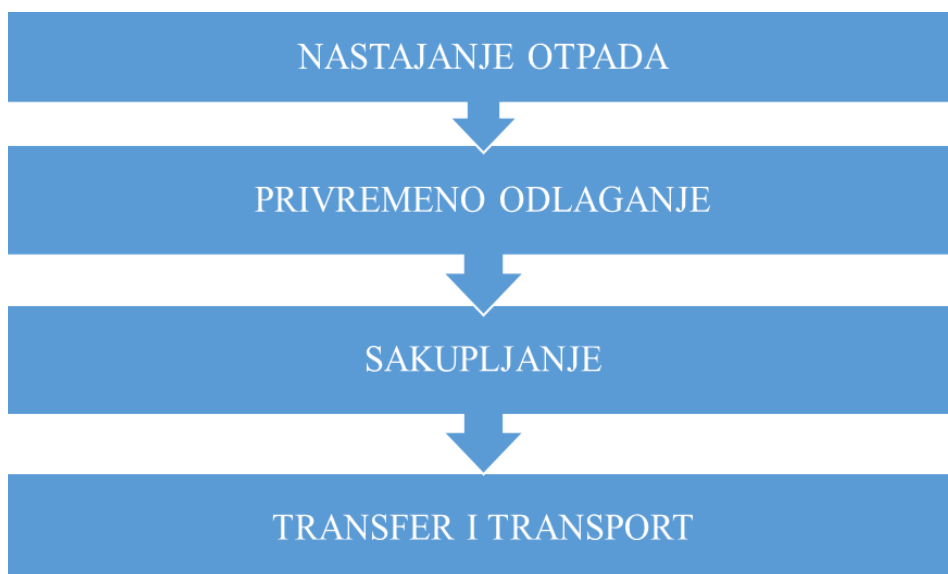 NASTAJANJE OTPADA
PRIVREMENO ODLAGANJE
SAKUPLJANJE
TRANSFER I TRANSPORT